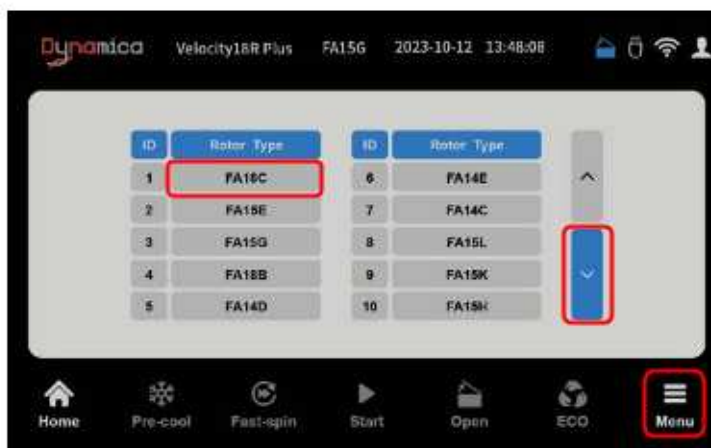 Dynamica Velocity18R Plus FA15G 2023-10-12 13:48:08
ID Rotor Type ID Rotor Type
1 FA18C 6 FA14E
2 FA15E 7 FA14C
3 FA15G 8 FA15L
4 FA18B 9 FA15K
5 FA14D 10 FA15H
Home Pre-cool Fast-spin Start Open ECO Menu